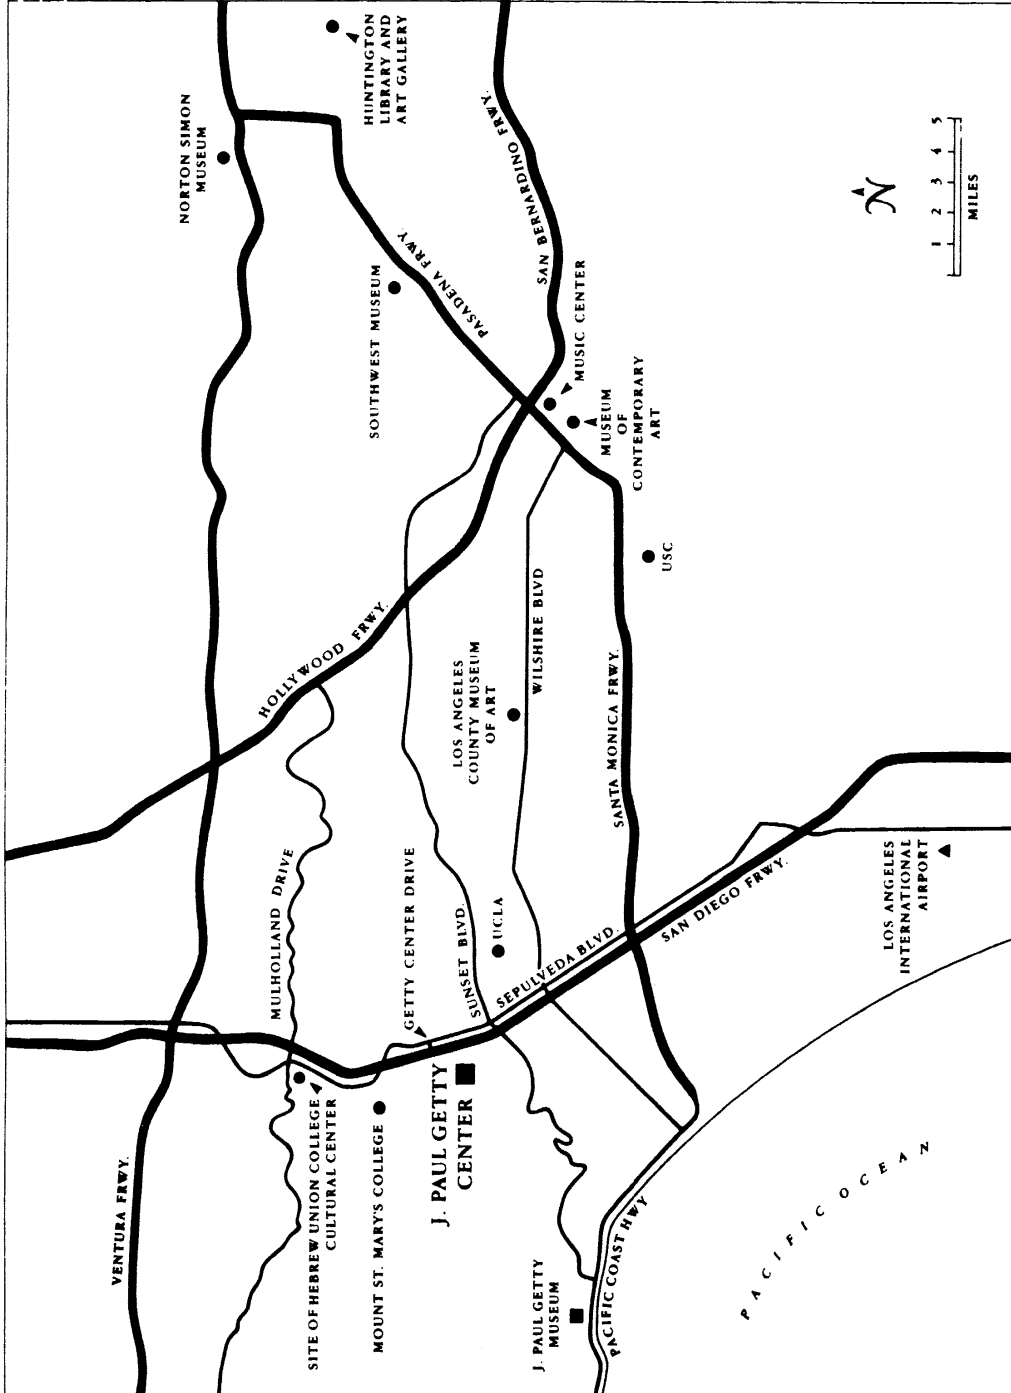 VENTURA FRWY.
NORTON SIMON
MUSEUM
HUNTINGTON
LIBRARY AND
ART GALLERY
MULHOLLAND DRIVE
HOLLYWOOD FRWY.
SOUTHWEST MUSEUM
PASADENA FRWY.
SAN BERNARDINO FRWY.
SITE OF HEBREW UNION COLLEGE
CULTURAL CENTER
MOUNT ST. MARY'S COLLEGE
GETTY CENTER DRIVE
J. PAUL GETTY
CENTER
SUNSET BLVD.
UCLA
LOS ANGELES
COUNTY MUSEUM
OF ART
WILSHIRE BLVD
MUSIC CENTER
MUSEUM
OF
CONTEMPORARY
ART
SEPULVEDA BLVD.
SANTA MONICA FRWY.
USC
J. PAUL GETTY
MUSEUM
PACIFIC COAST HWY
SAN DIEGO FRWY.
LOS ANGELES
INTERNATIONAL
AIRPORT
PACIFIC OCEAN
N
1 2 3 4 5
MILES